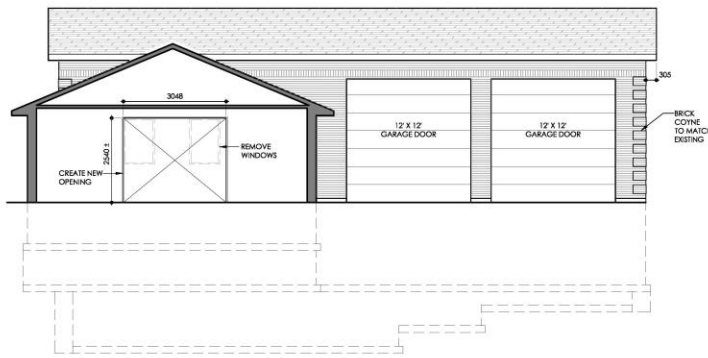 3048
305
12' X 12'
GARAGE DOOR
12' X 12'
GARAGE DOOR
BRICK
COYNE
TO MATCH
EXISTING
2540 ±
REMOVE
WINDOWS
CREATE NEW
OPENING